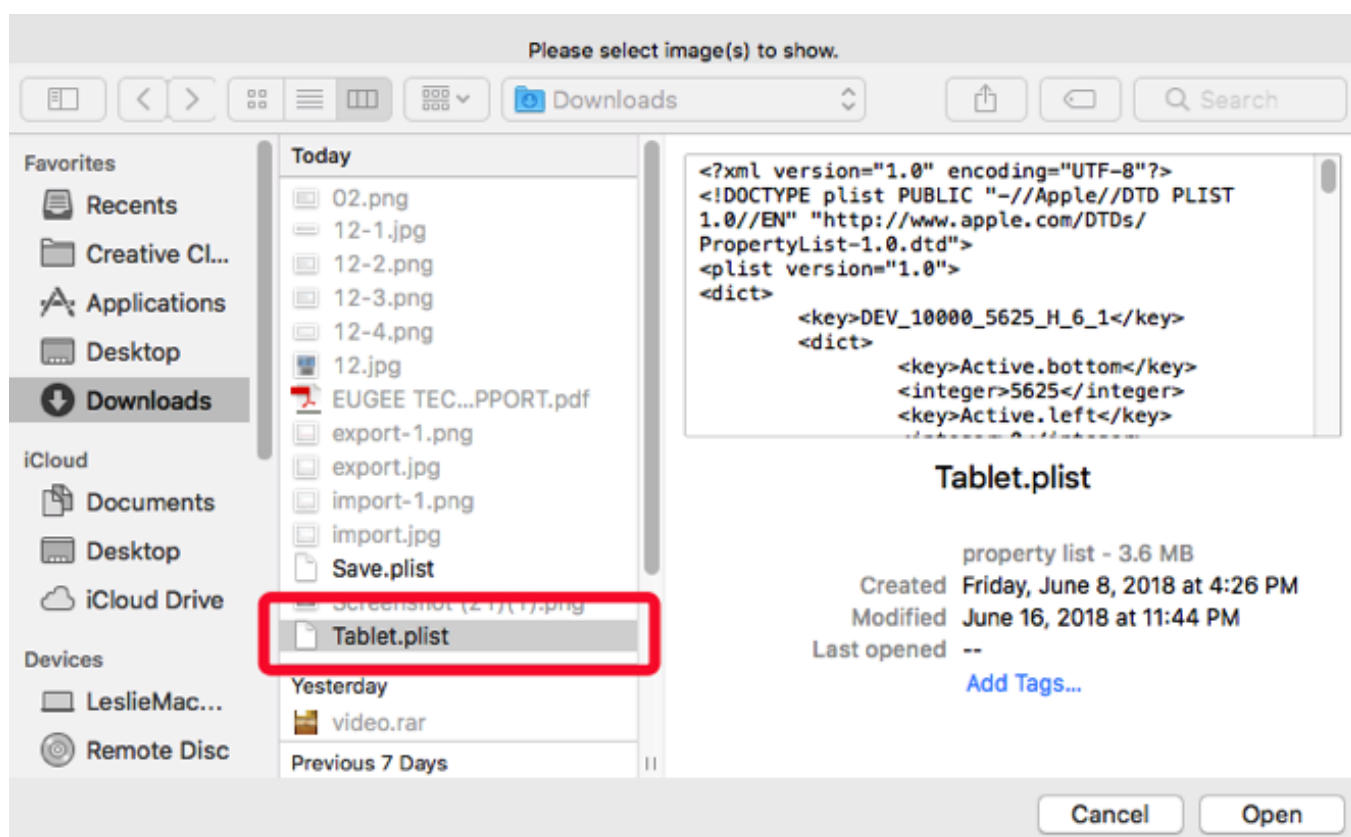 Please select image(s) to show.
Downloads
Search
Favorites
Recents
Creative Cl...
Applications
Desktop
Downloads
iCloud
Documents
Desktop
iCloud Drive
Devices
LeslieMac...
Remote Disc
Today
02.png
12-1.jpg
12-2.png
12-3.png
12-4.png
12.jpg
EUGEE TEC...PPORT.pdf
export-1.png
export.jpg
import-1.png
import.jpg
Save.plist
Screenshot (21)(1).png
Tablet.plist
Yesterday
video.rar
Previous 7 Days
<?xml version="1.0" encoding="UTF-8"?>
<!DOCTYPE plist PUBLIC "-//Apple//DTD PLIST
1.0//EN" "http://www.apple.com/DTDs/
PropertyList-1.0.dtd">
<plist version="1.0">
<dict>
<key>DEV_10000_5625_H_6_1</key>
<dict>
<key>Active.bottom</key>
<integer>5625</integer>
<key>Active.left</key>
Tablet.plist
property list - 3.6 MB
Created Friday, June 8, 2018 at 4:26 PM
Modified June 16, 2018 at 11:44 PM
Last opened --
Add Tags...
Cancel
Open